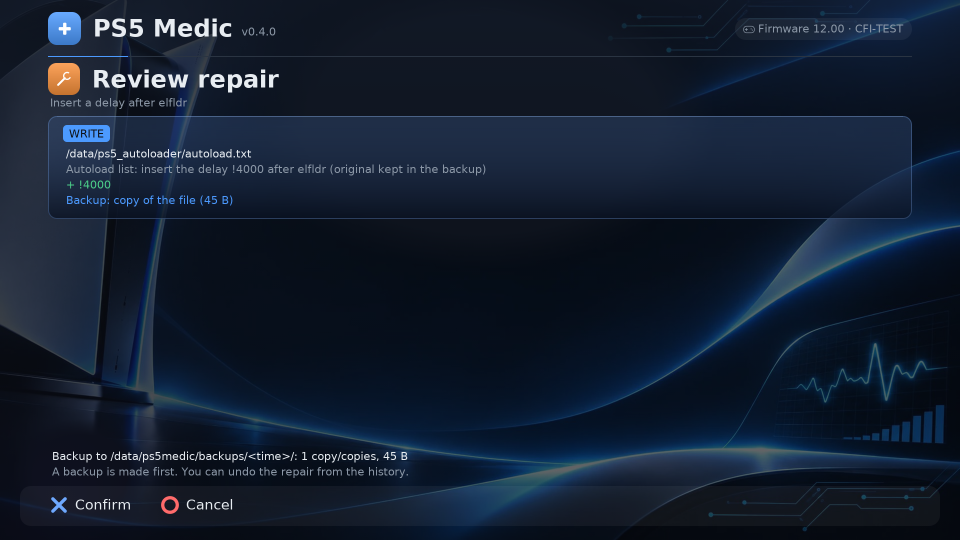 PS5 Medic v0.4.0
Firmware 12.00 · CFI-TEST
Review repair
Insert a delay after elfldr
WRITE
/data/ps5_autoloader/autoload.txt
Autoload list: insert the delay !4000 after elfldr (original kept in the backup)
+ !4000
Backup: copy of the file (45 B)
Backup to /data/ps5medic/backups/<time>/: 1 copy/copies, 45 B
A backup is made first. You can undo the repair from the history.
Confirm
Cancel